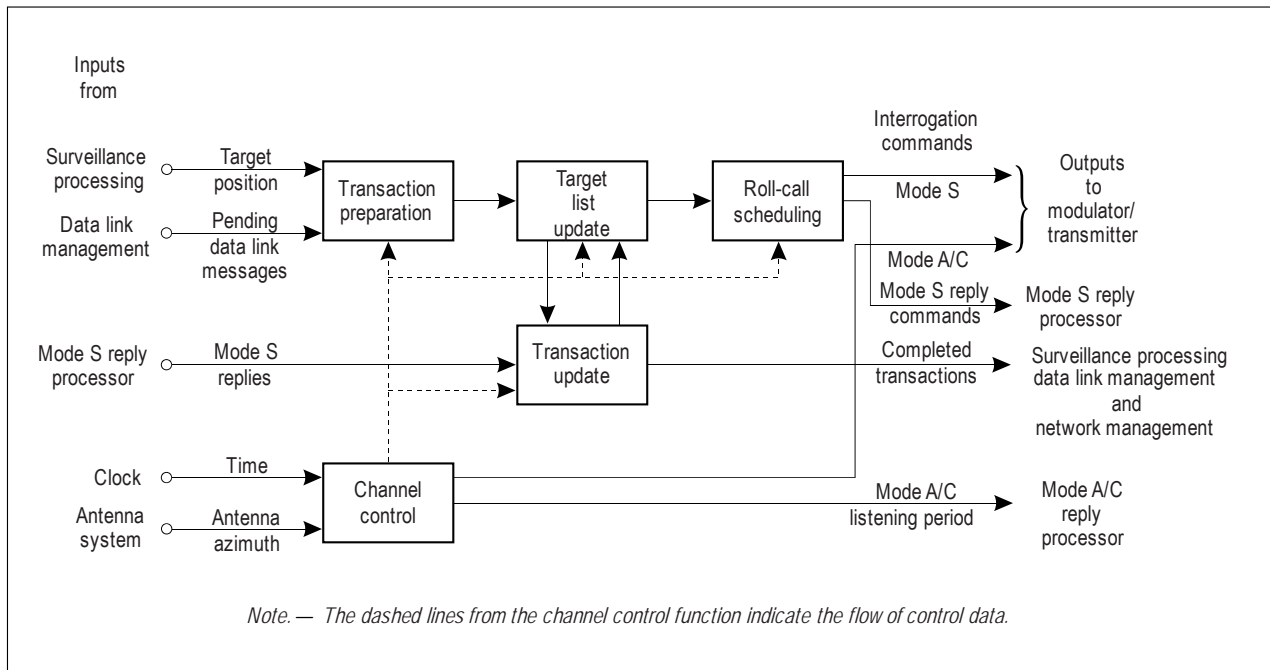 Inputs
from
Surveillance
processing
Target
position
Data link
management
Pending
data link
messages
Transaction
preparation
Target
list
update
Roll-call
scheduling
Interrogation
commands
Mode S
Mode A/C
Outputs
to
modulator/
transmitter
Mode S reply
commands
Mode S reply
processor
Mode S reply
processor
Mode S
replies
Transaction
update
Completed
transactions
Surveillance processing
data link management
and
network management
Clock
Time
Antenna
system
Antenna
azimuth
Channel
control
Mode A/C
listening period
Mode A/C
reply
processor
Note. — The dashed lines from the channel control function indicate the flow of control data.